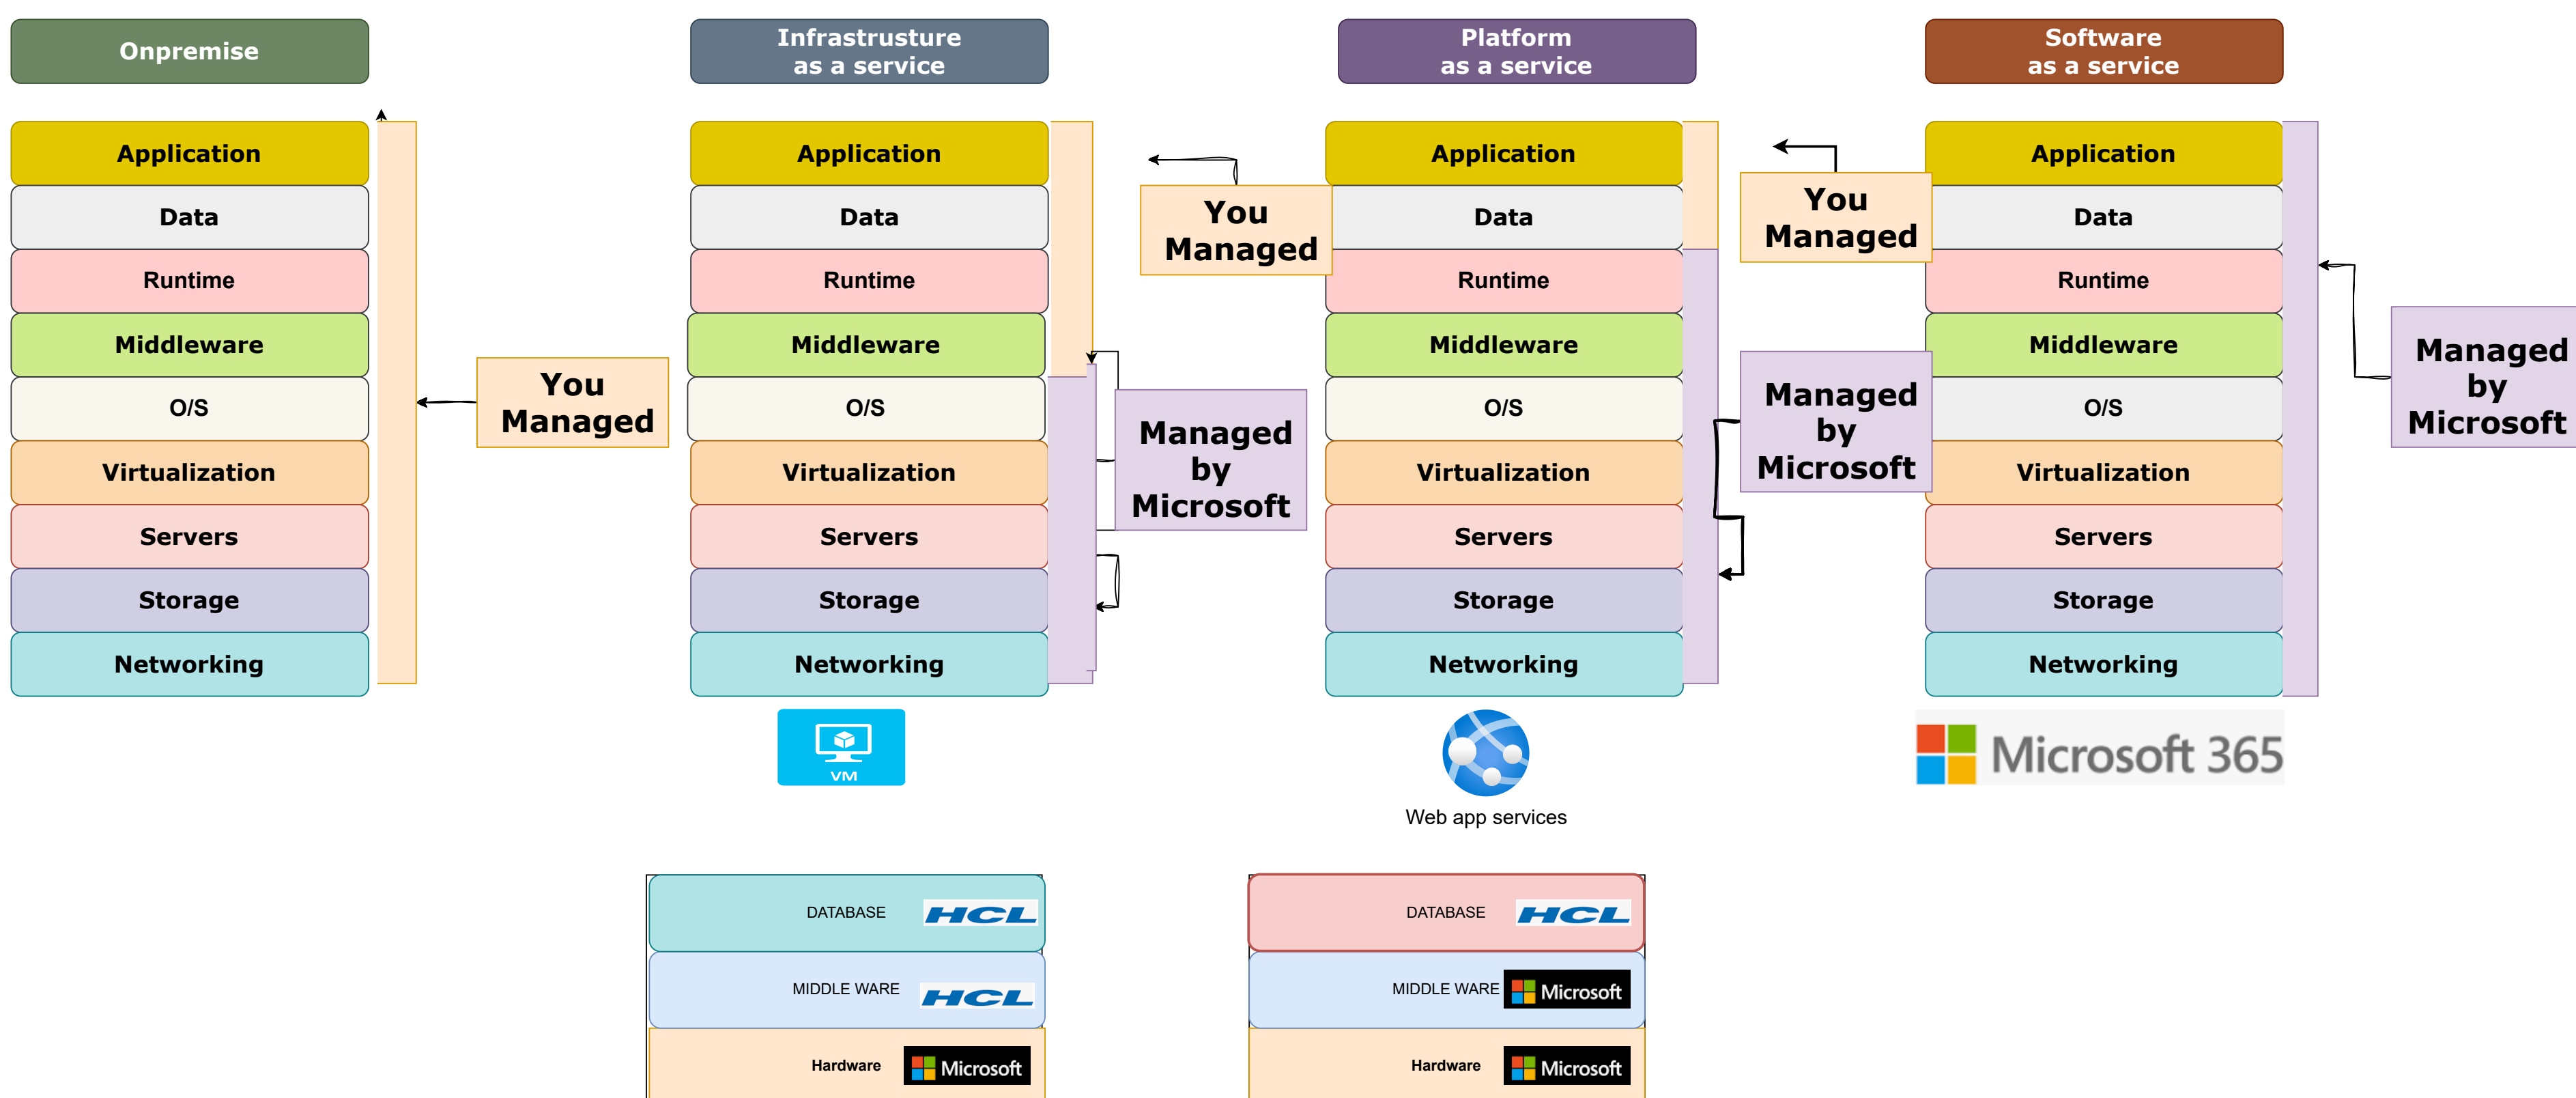 Onpremise
Application
Data
Runtime
Middleware
O/S
Virtualization
Servers
Storage
Networking
You
Managed
Infrastrusture
as a service
Application
Data
Runtime
Middleware
O/S
Virtualization
Servers
Storage
Networking
VM
You
Managed
Managed
by
Microsoft
Platform
as a service
Application
Data
Runtime
Middleware
O/S
Virtualization
Servers
Storage
Networking
Web app services
You
Managed
Managed
by
Microsoft
Software
as a service
Application
Data
Runtime
Middleware
O/S
Virtualization
Servers
Storage
Networking
Microsoft 365
Managed
by
Microsoft
DATABASE HCL
MIDDLE WARE HCL
Hardware Microsoft
DATABASE HCL
MIDDLE WARE Microsoft
Hardware Microsoft